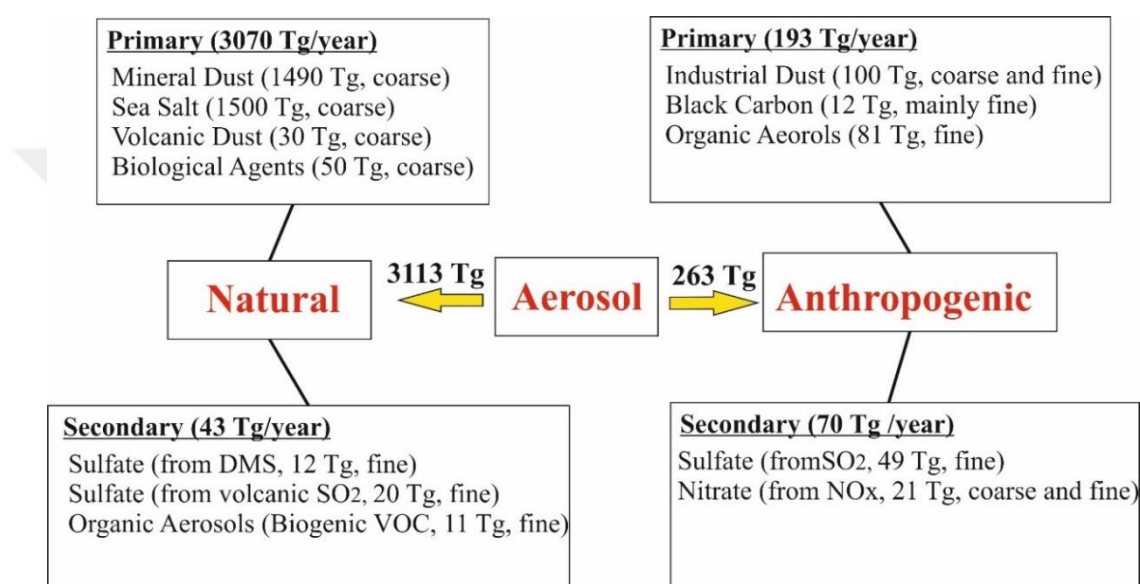 Primary (3070 Tg/year)
Mineral Dust (1490 Tg, coarse)
Sea Salt (1500 Tg, coarse)
Volcanic Dust (30 Tg, coarse)
Biological Agents (50 Tg, coarse)
Primary (193 Tg/year)
Industrial Dust (100 Tg, coarse and fine)
Black Carbon (12 Tg, mainly fine)
Organic Aeorols (81 Tg, fine)
Natural
3113 Tg
Aerosol
263 Tg
Anthropogenic
Secondary (43 Tg/year)
Sulfate (from DMS, 12 Tg, fine)
Sulfate (from volcanic SO2, 20 Tg, fine)
Organic Aerosols (Biogenic VOC, 11 Tg, fine)
Secondary (70 Tg /year)
Sulfate (fromSO2, 49 Tg, fine)
Nitrate (from NOx, 21 Tg, coarse and fine)